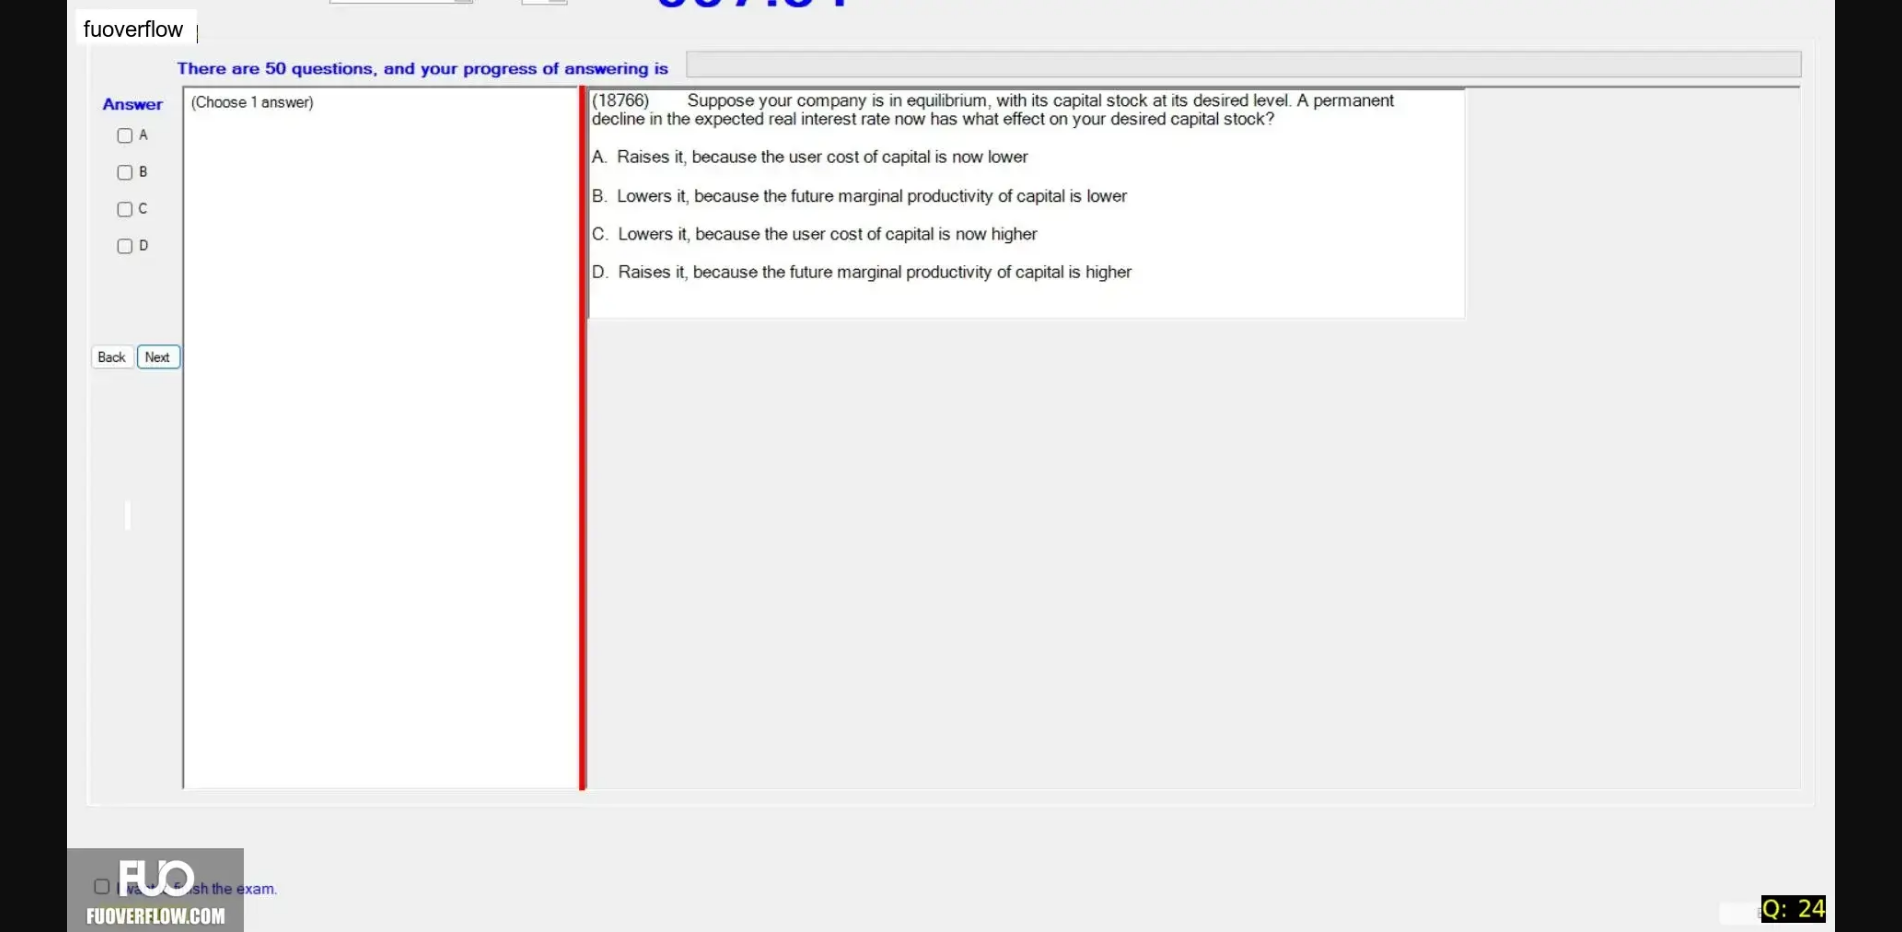 fuoverflow
There are 50 questions, and your progress of answering is
Answer
(Choose 1 answer)
A
B
C
D
Back
Next
(18766) Suppose your company is in equilibrium, with its capital stock at its desired level. A permanent
decline in the expected real interest rate now has what effect on your desired capital stock?
A. Raises it, because the user cost of capital is now lower
B. Lowers it, because the future marginal productivity of capital is lower
C. Lowers it, because the user cost of capital is now higher
D. Raises it, because the future marginal productivity of capital is higher
FUO
the exam.
FUOVERFLOW.COM
Q: 24